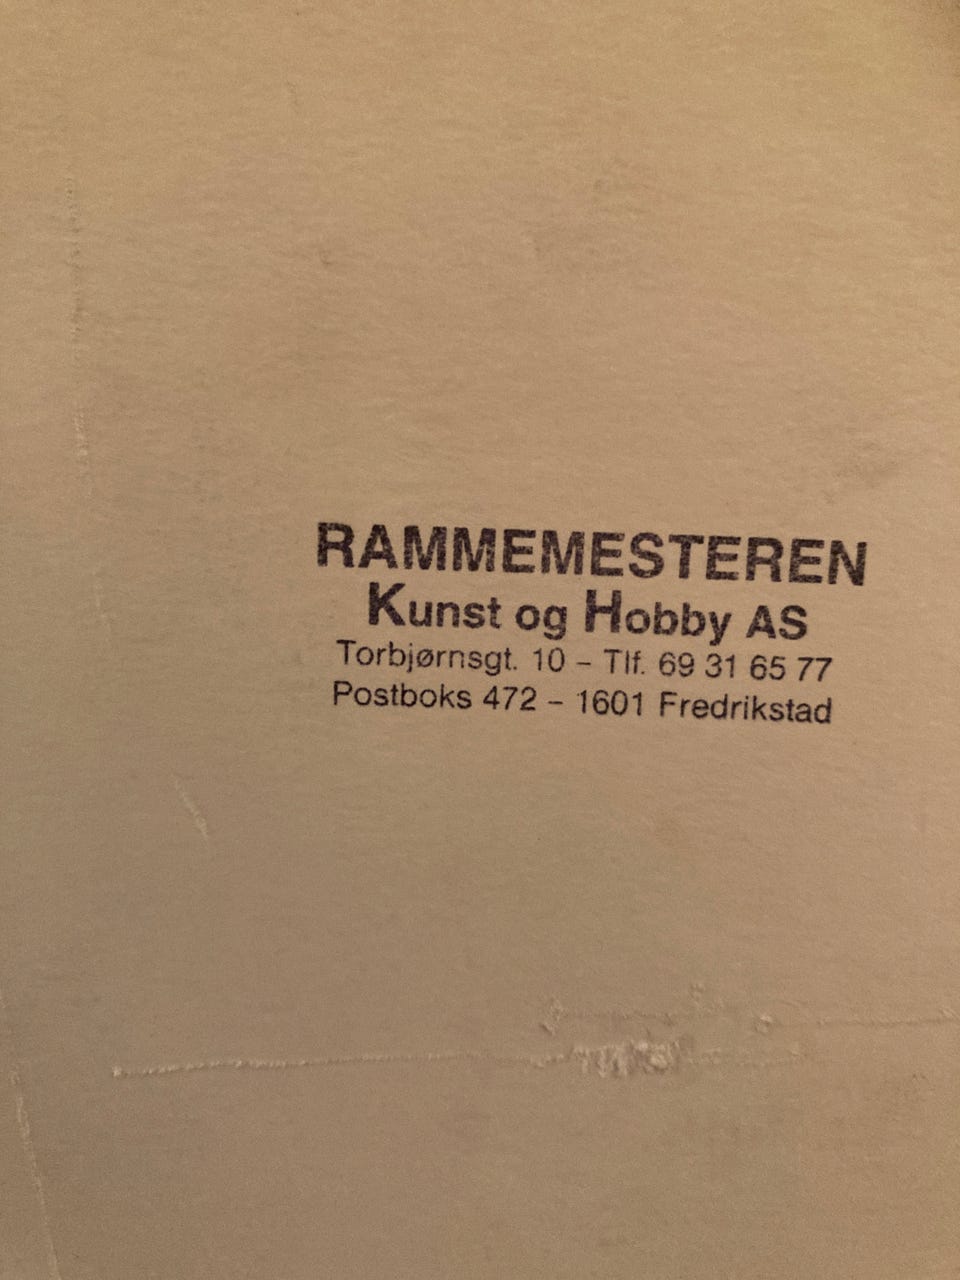 RAMMEMESTEREN
Kunst og Hobby AS
Torbjørnsgt. 10 – Tlf. 69 31 65 77
Postboks 472 – 1601 Fredrikstad